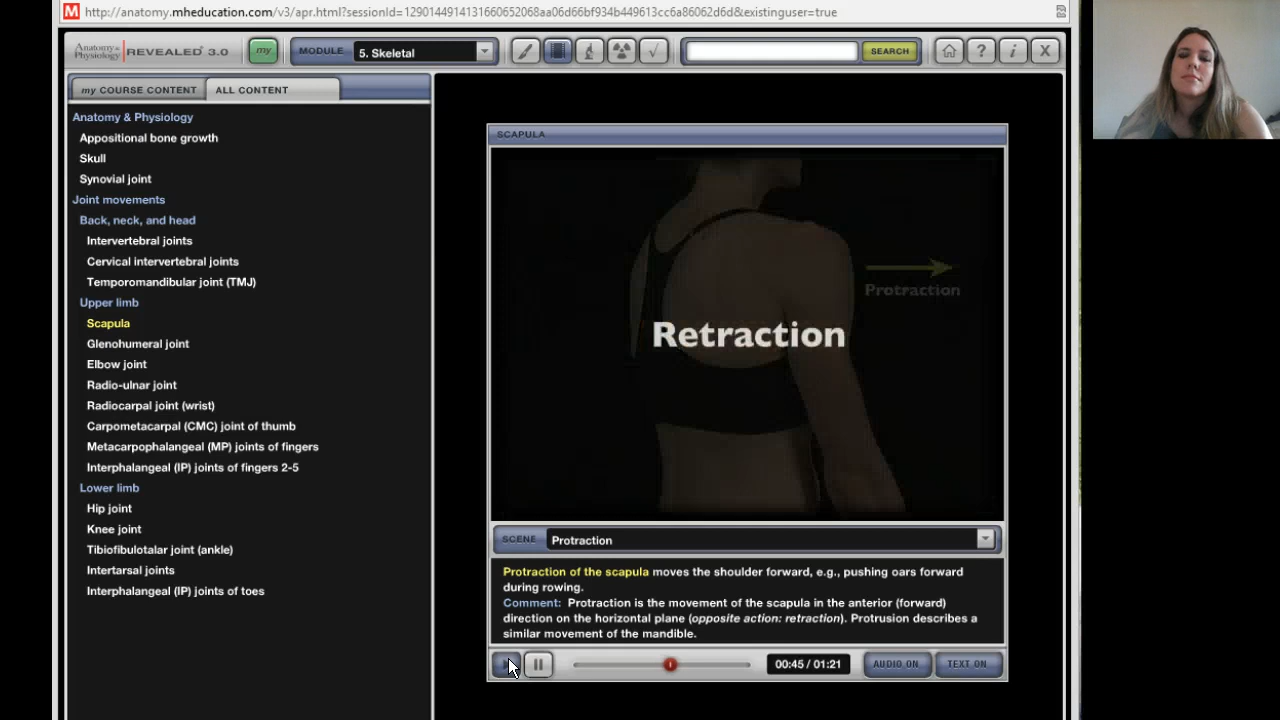 http://anatomy.mheducation.com/v3/apr.html?sessionId=1290144914131660652068aa06d66bf934b449613cc6a86062d6d&existinguser=true
Anatomy & Physiology REVEALED® 3.0
my
MODULE 5. Skeletal
SEARCH
? i X
my COURSE CONTENT ALL CONTENT
Anatomy & Physiology
Appositional bone growth
Skull
Synovial joint
Joint movements
Back, neck, and head
Intervertebral joints
Cervical intervertebral joints
Temporomandibular joint (TMJ)
Upper limb
Scapula
Glenohumeral joint
Elbow joint
Radio-ulnar joint
Radiocarpal joint (wrist)
Carpometacarpal (CMC) joint of thumb
Metacarpophalangeal (MP) joints of fingers
Interphalangeal (IP) joints of fingers 2-5
Lower limb
Hip joint
Knee joint
Tibiofibulotalar joint (ankle)
Intertarsal joints
Interphalangeal (IP) joints of toes
SCAPULA
Protraction
Retraction
SCENE Protraction
Protraction of the scapula moves the shoulder forward, e.g., pushing oars forward
during rowing.
Comment: Protraction is the movement of the scapula in the anterior (forward)
direction on the horizontal plane (opposite action: retraction). Protrusion describes a
similar movement of the mandible.
00:45 / 01:21 AUDIO ON TEXT ON